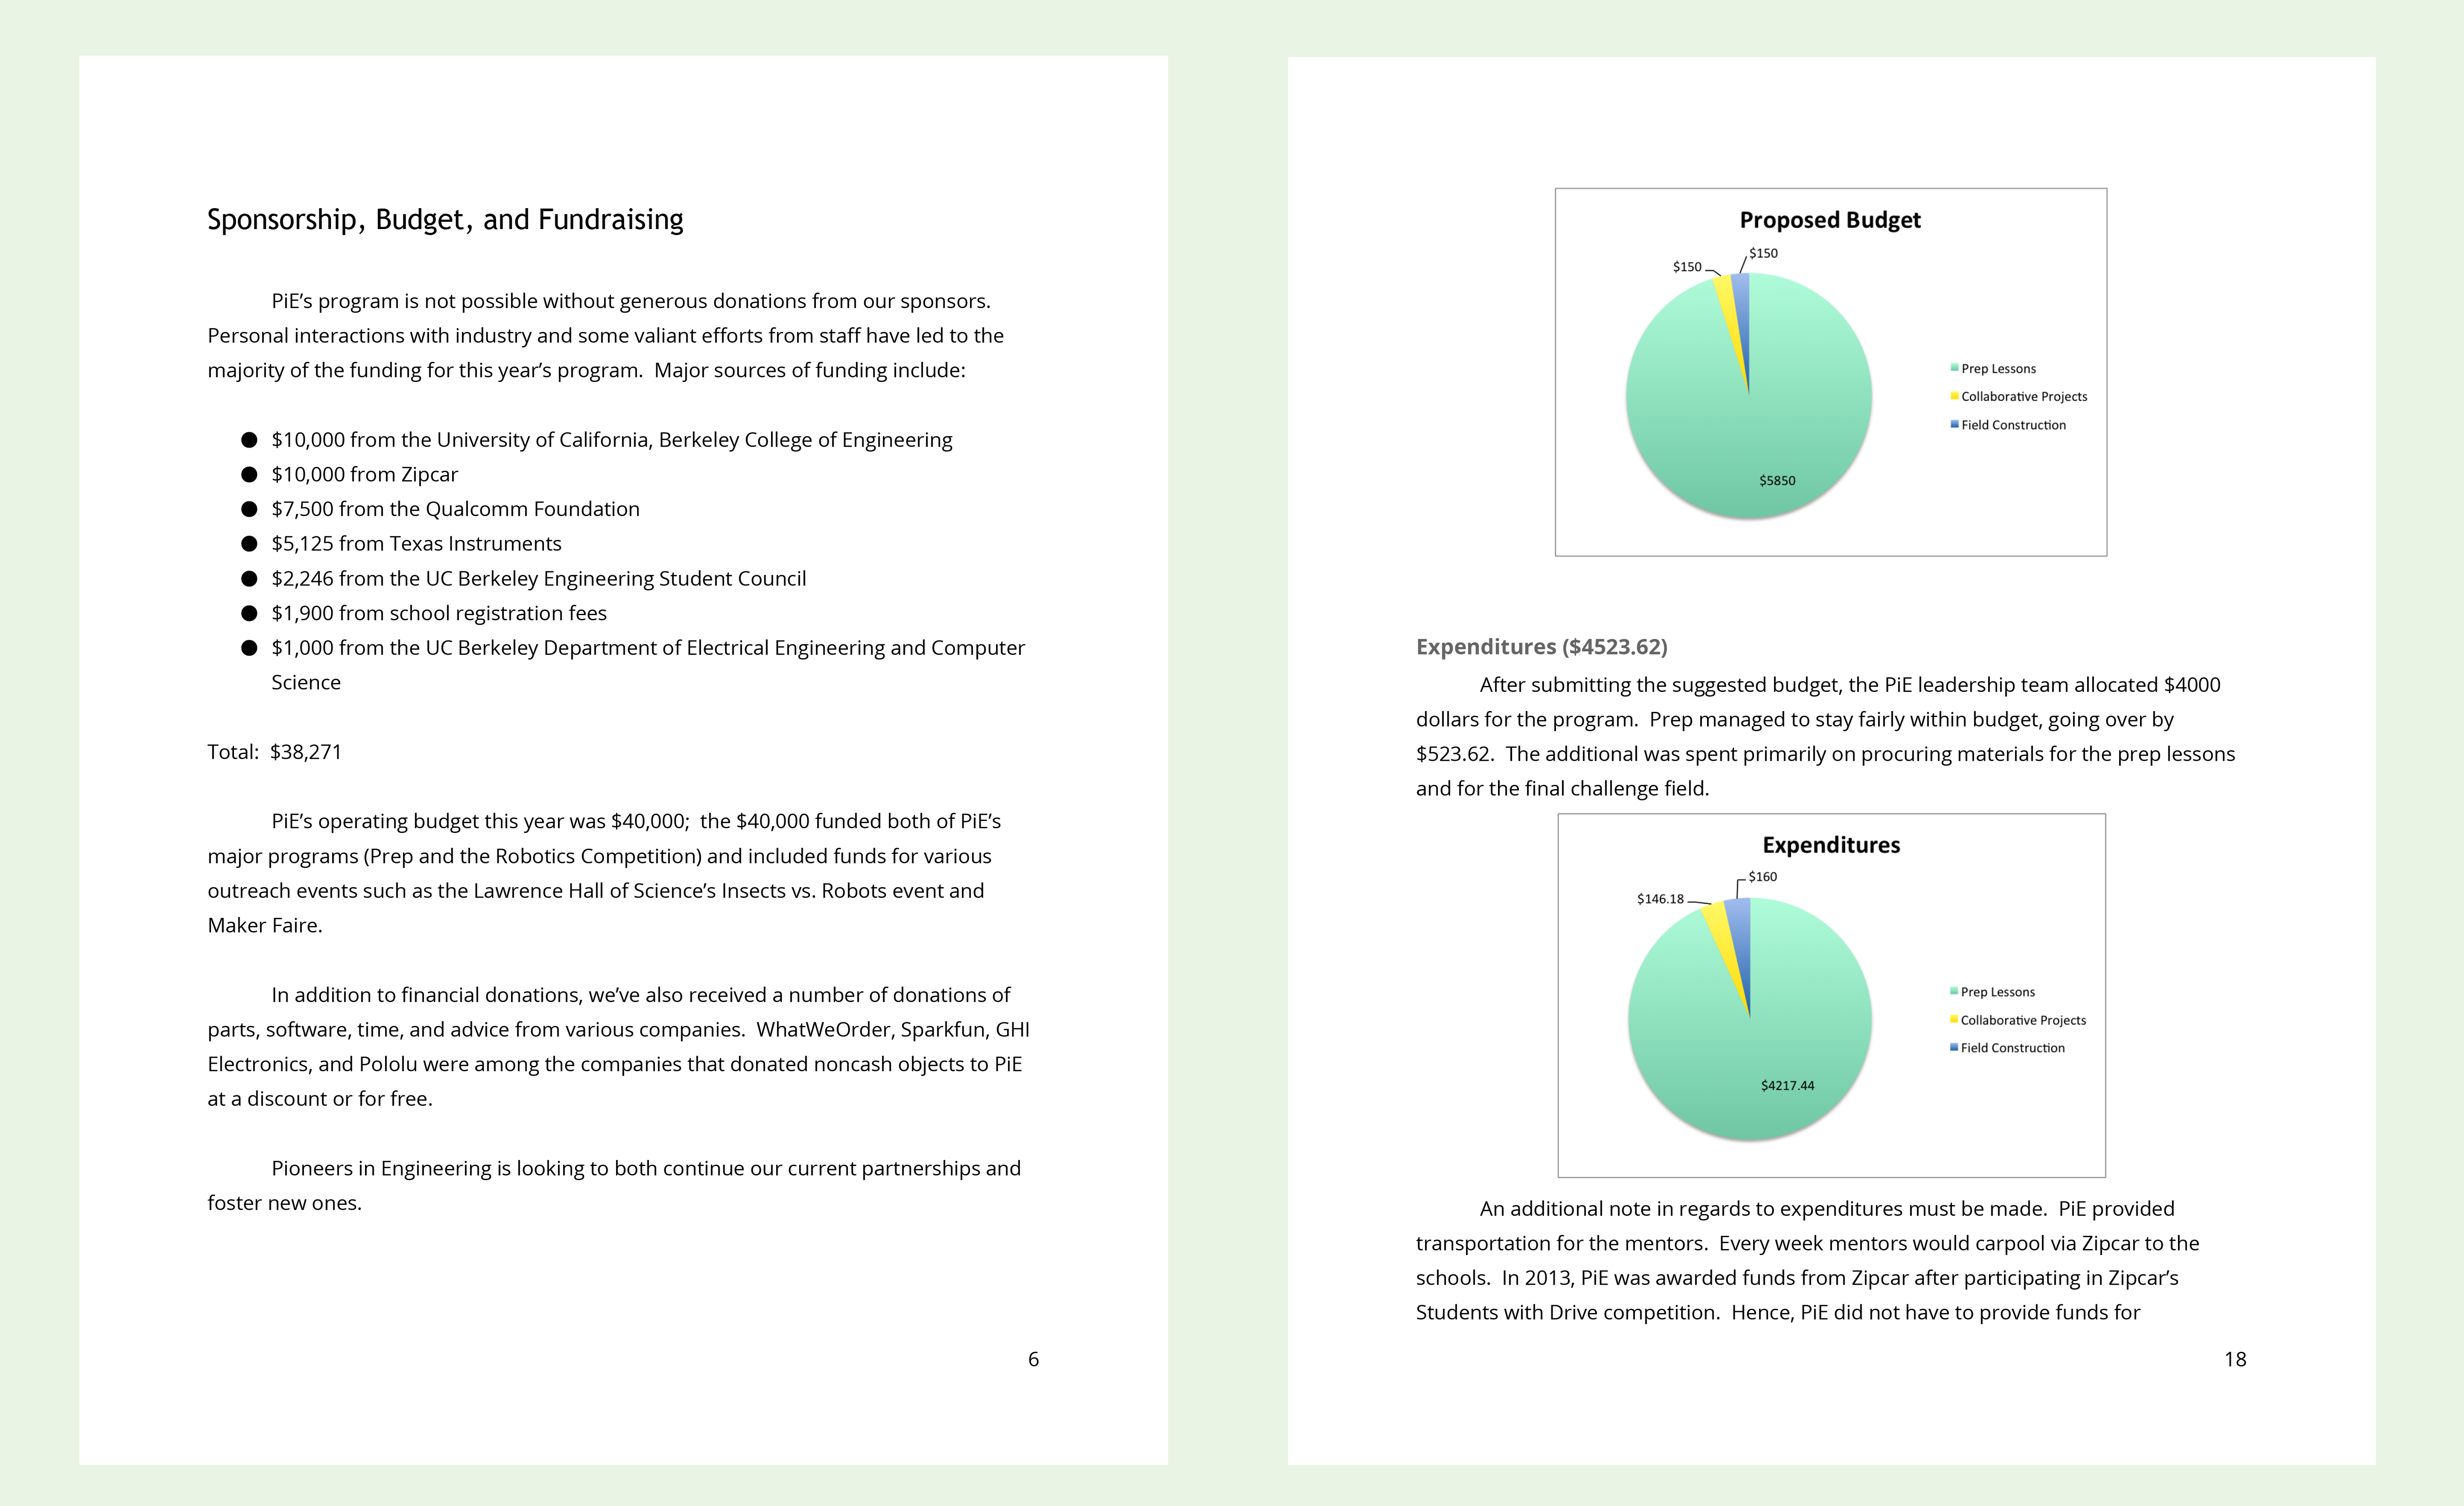 Sponsorship, Budget, and Fundraising
PiE’s program is not possible without generous donations from our sponsors.
Personal interactions with industry and some valiant efforts from staff have led to the
majority of the funding for this year’s program.  Major sources of funding include:
● $10,000 from the University of California, Berkeley College of Engineering
● $10,000 from Zipcar
● $7,500 from the Qualcomm Foundation
● $5,125 from Texas Instruments
● $2,246 from the UC Berkeley Engineering Student Council
● $1,900 from school registration fees
● $1,000 from the UC Berkeley Department of Electrical Engineering and Computer
Science
Total:  $38,271
PiE’s operating budget this year was $40,000;  the $40,000 funded both of PiE’s
major programs (Prep and the Robotics Competition) and included funds for various
outreach events such as the Lawrence Hall of Science’s Insects vs. Robots event and
Maker Faire.
In addition to financial donations, we’ve also received a number of donations of
parts, software, time, and advice from various companies.  WhatWeOrder, Sparkfun, GHI
Electronics, and Pololu were among the companies that donated noncash objects to PiE
at a discount or for free.
Pioneers in Engineering is looking to both continue our current partnerships and
foster new ones.
6
Proposed Budget
$150
$150
$5850
Prep Lessons
Collaborative Projects
Field Construction
Expenditures ($4523.62)
After submitting the suggested budget, the PiE leadership team allocated $4000
dollars for the program.  Prep managed to stay fairly within budget, going over by
$523.62.  The additional was spent primarily on procuring materials for the prep lessons
and for the final challenge field.
Expenditures
$160
$146.18
$4217.44
Prep Lessons
Collaborative Projects
Field Construction
An additional note in regards to expenditures must be made.  PiE provided
transportation for the mentors.  Every week mentors would carpool via Zipcar to the
schools.  In 2013, PiE was awarded funds from Zipcar after participating in Zipcar’s
Students with Drive competition.  Hence, PiE did not have to provide funds for
18